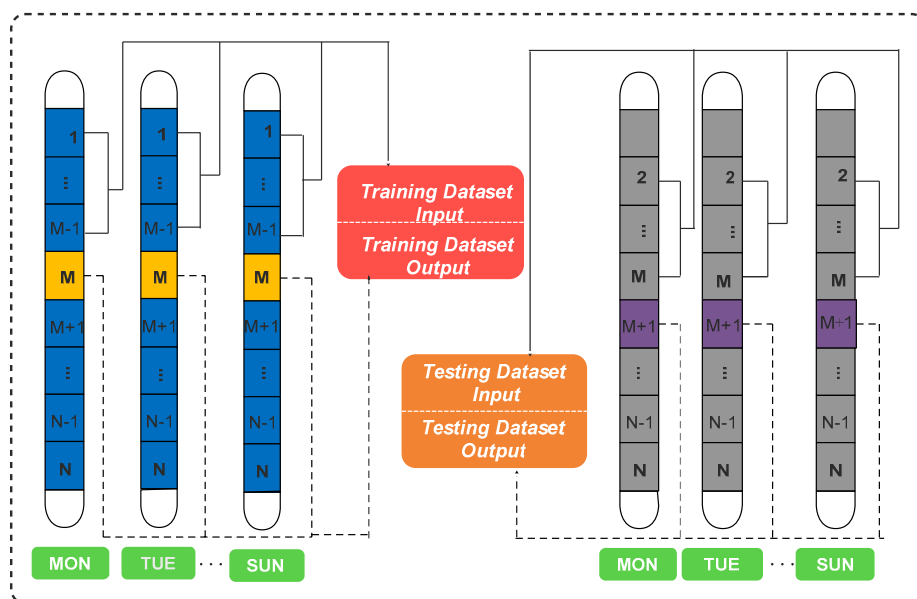 1
...
M-1
M
M+1
...
N-1
N
MON
1
...
M-1
M
M+1
...
N-1
N
TUE
...
1
...
M-1
M
M+1
...
N-1
N
SUN
Training Dataset
Input
Training Dataset
Output
Testing Dataset
Input
Testing Dataset
Output
2
...
M
M+1
...
N-1
N
MON
2
...
M
M+1
...
N-1
N
TUE
...
2
...
M
M+1
...
N-1
N
SUN